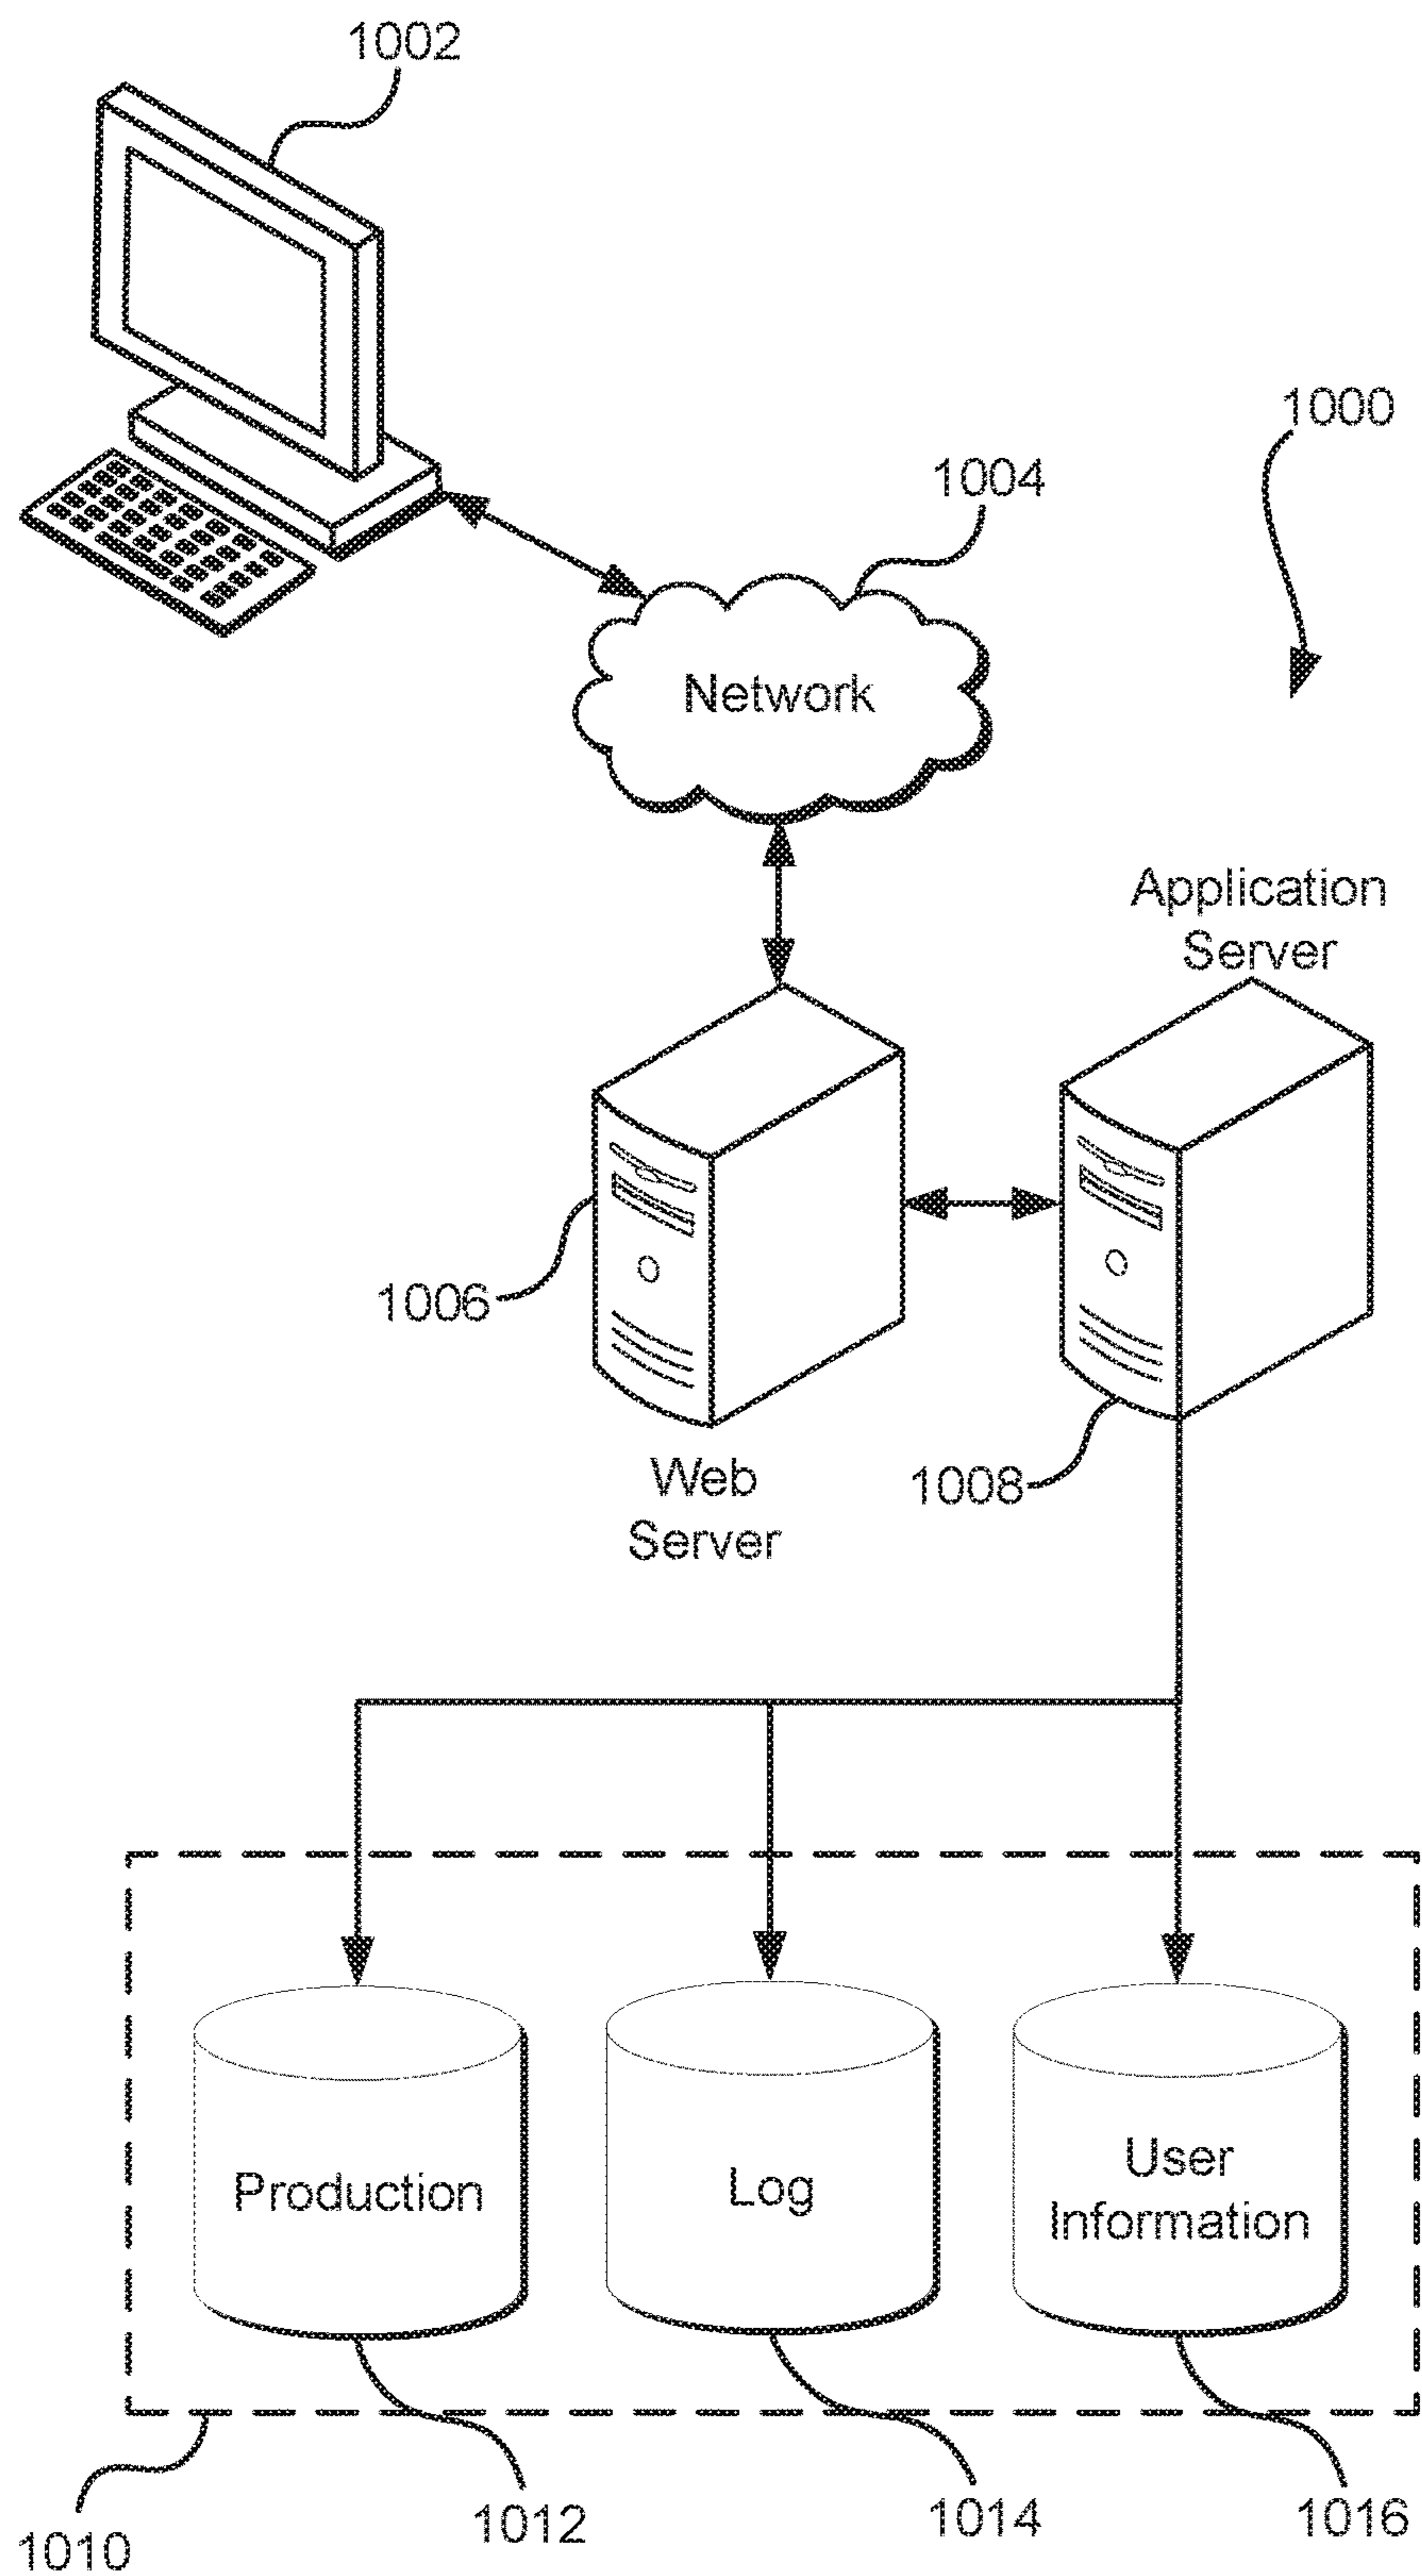 1002
1000
1004
Network
Application
Server
1006
Web
Server
1008
Production
Log
User
Information
1010
1012
1014
1016